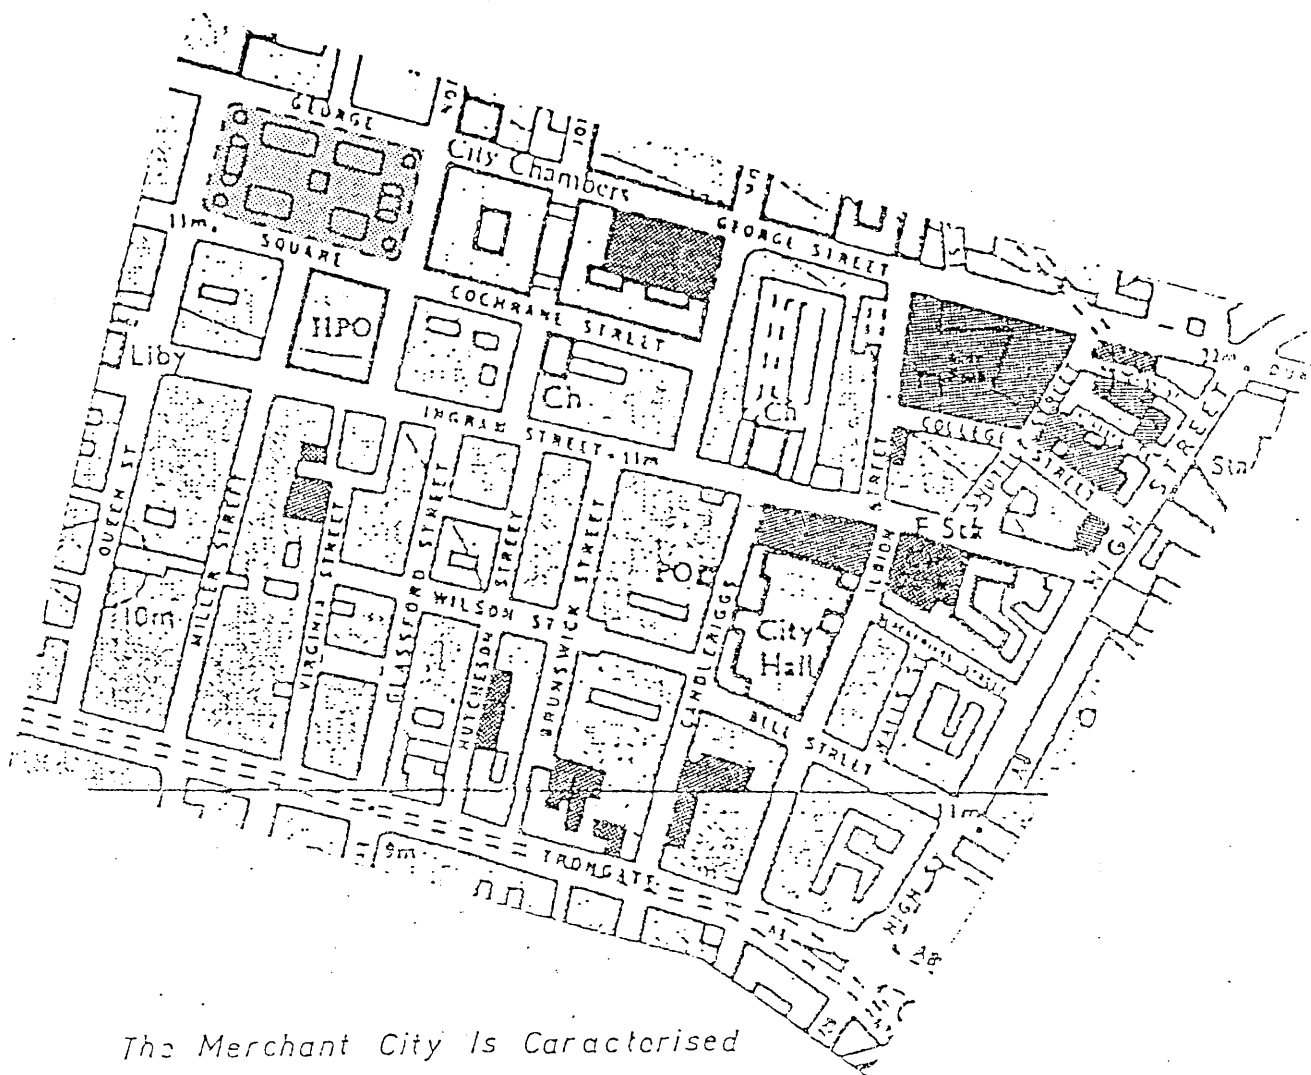 GEORGE
City Chambers
11m.
SQUARE
GEORGE STREET
COCHRANE STREET
HPO
Liby
Ch
Ch
22m
INGRAM STREET
11m
COLLEGE STREET
Stn
HIGH STREET
QUEEN ST
MILLER STREET
VIRGINIA STREET
GLASSFORD STREET
HUTCHESON STREET
WILSON ST
BRUNSWICK STREET
CANDLERIGGS
ALBION STREET
F Stn
10m
City
Hall
BELL STREET
WALLS
11m.
TRONGATE
9m
HIGH S
A8
The Merchant City Is Caracterised